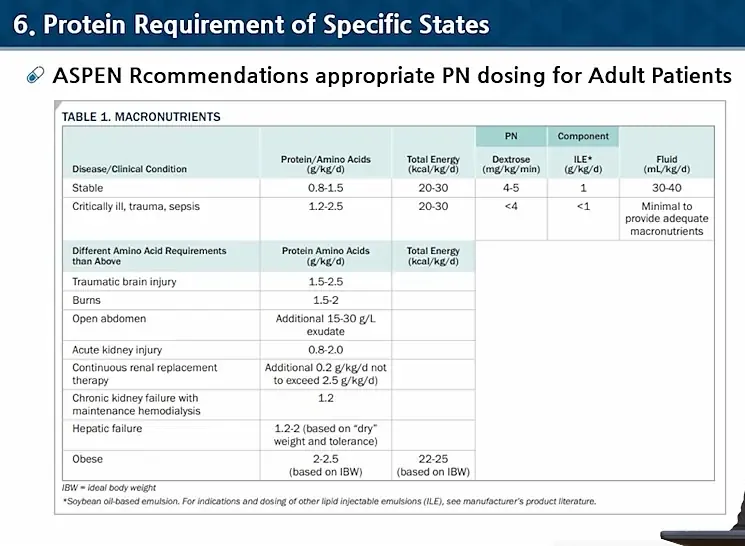 6. Protein Requirement of Specific States
ASPEN Rcommendations appropriate PN dosing for Adult Patients
TABLE 1. MACRONUTRIENTS
PN Component
Disease/Clinical Condition Protein/Amino Acids (g/kg/d) Total Energy (kcal/kg/d) Dextrose (mg/kg/min) ILE* (g/kg/d) Fluid (mL/kg/d)
Stable 0.8-1.5 20-30 4-5 1 30-40
Critically ill, trauma, sepsis 1.2-2.5 20-30 <4 <1 Minimal to
provide adequate
macronutrients
Different Amino Acid Requirements Protein Amino Acids Total Energy
than Above (g/kg/d) (kcal/kg/d)
Traumatic brain injury 1.5-2.5
Burns 1.5-2
Open abdomen Additional 15-30 g/L
exudate
Acute kidney injury 0.8-2.0
Continuous renal replacement Additional 0.2 g/kg/d not
therapy to exceed 2.5 g/kg/d)
Chronic kidney failure with 1.2
maintenance hemodialysis
Hepatic failure 1.2-2 (based on "dry"
weight and tolerance)
Obese 2-2.5 22-25
(based on IBW) (based on IBW)
IBW = ideal body weight
*Soybean oil-based emulsion. For indications and dosing of other lipid injectable emulsions (ILE), see manufacturer's product literature.